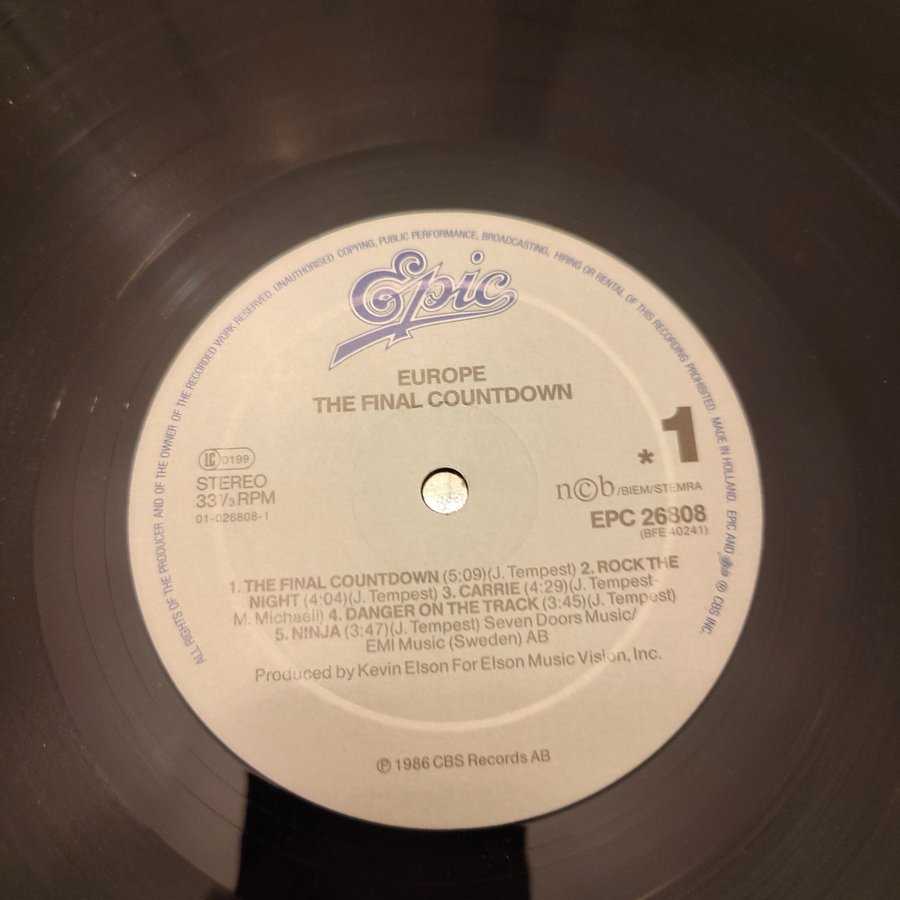 ALL RIGHTS OF THE PRODUCER AND OF THE OWNER OF THE RECORDED WORK RESERVED. UNAUTHORISED COPYING, PUBLIC PERFORMANCE, BROADCASTING, HIRING OR RENTAL OF THIS RECORDING PROHIBITED. MADE IN HOLLAND. EPIC AND ® CBS INC.
Epic
EUROPE
THE FINAL COUNTDOWN
* 1
LC 0199
STEREO
33⅓ RPM
01-026808-1
n©b/BIEM/STEMRA
EPC 26808
(BFE 40241)
1. THE FINAL COUNTDOWN (5:09)(J. Tempest) 2. ROCK THE
NIGHT (4:04)(J. Tempest) 3. CARRIE (4:29)(J. Tempest-
M. Michaeli) 4. DANGER ON THE TRACK (3:45)(J. Tempest)
5. NINJA (3:47)(J. Tempest) Seven Doors Music/
EMI Music (Sweden) AB
Produced by Kevin Elson For Elson Music Vision, Inc.
℗ 1986 CBS Records AB